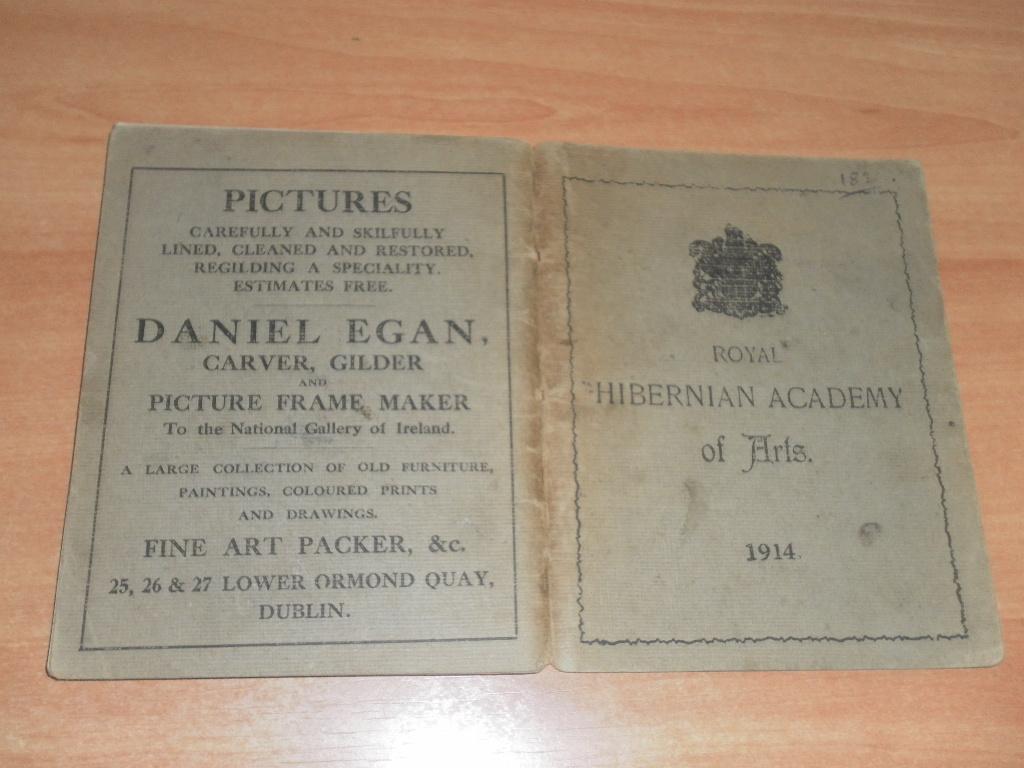 PICTURES
CAREFULLY AND SKILFULLY
LINED, CLEANED AND RESTORED,
REGILDING A SPECIALITY.
ESTIMATES FREE.
DANIEL EGAN,
CARVER, GILDER
AND
PICTURE FRAME MAKER
To the National Gallery of Ireland.
A LARGE COLLECTION OF OLD FURNITURE,
PAINTINGS, COLOURED PRINTS
AND DRAWINGS.
FINE ART PACKER, &c.
25, 26 & 27 LOWER ORMOND QUAY,
DUBLIN.
ROYAL
HIBERNIAN ACADEMY
of Arts.
1914.